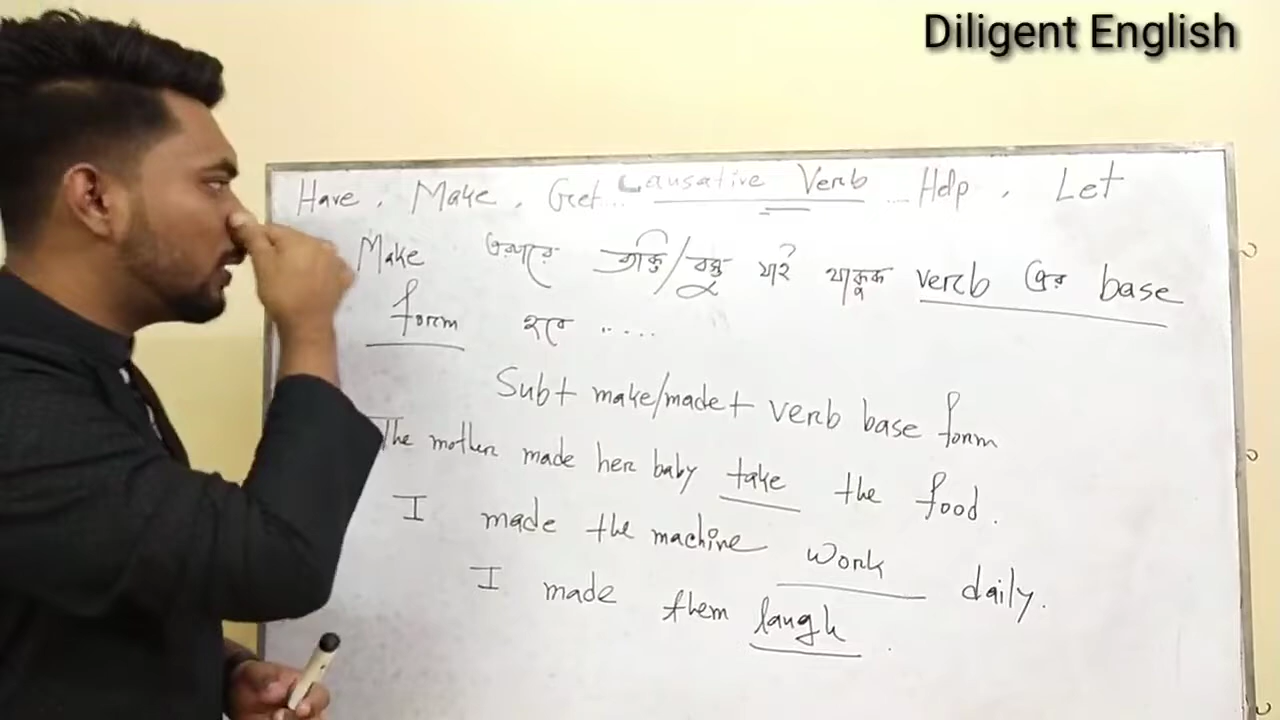 Diligent English
Have, Make, Get... Causative Verb .... Help, Let
Make এরপরে ব্যক্তি/বস্তু যাই থাকুক verb এর base
form হবে .....
Sub+ make/made+ verb base form
The mother made her baby take the food.
I made the machine work daily.
I made them laugh.